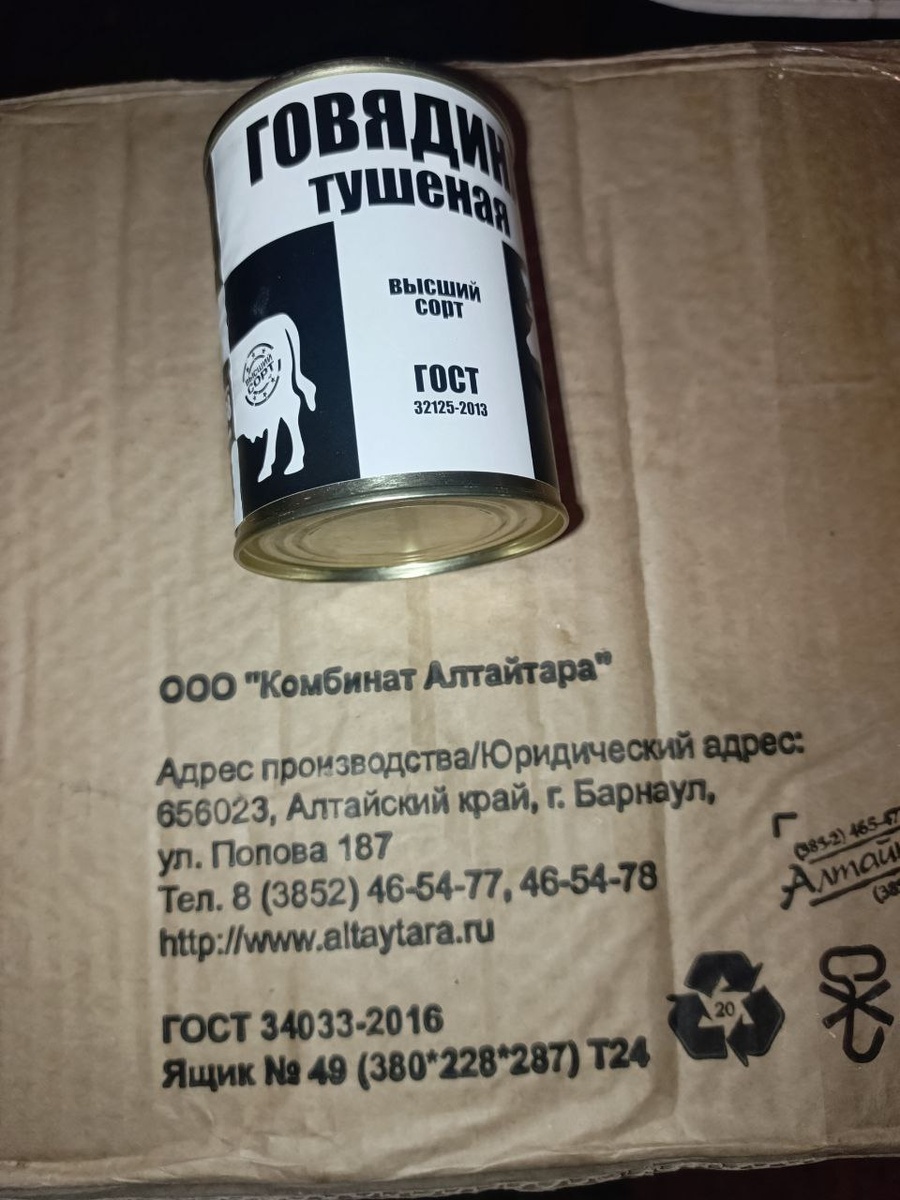 ГОВЯДИН
тушеная
высший
сорт
ГОСТ
32125-2013
ВЫСШИЙ
СОРТ
ООО "Комбинат Алтайтара"
Адрес производства/Юридический адрес:
656023, Алтайский край, г. Барнаул,
ул. Попова 187
Тел. 8 (3852) 46-54-77, 46-54-78
http://www.altaytara.ru
ГОСТ 34033-2016
Ящик № 49 (380*228*287) Т24
20